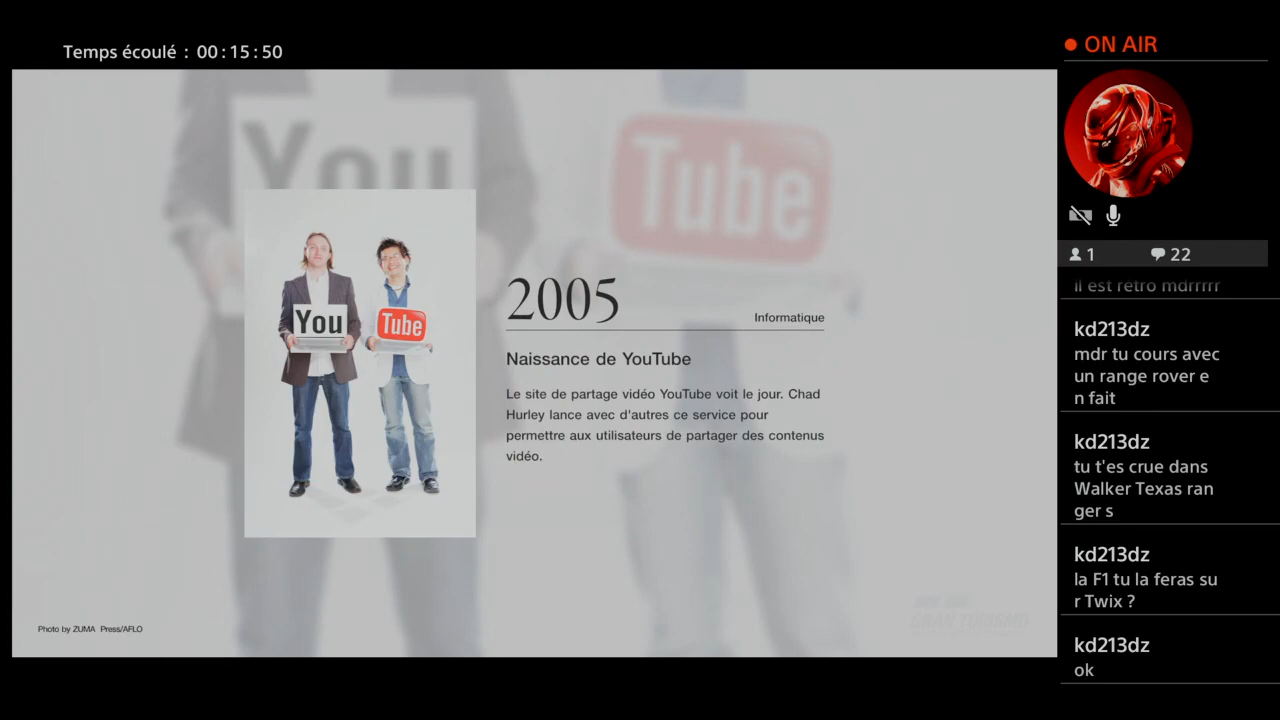 Temps écoulé : 00:15:50
ON AIR
You
Tube
You
Tube
2005
Informatique
Naissance de YouTube
Le site de partage vidéo YouTube voit le jour. Chad
Hurley lance avec d'autres ce service pour
permettre aux utilisateurs de partager des contenus
vidéo.
Photo by ZUMA Press/AFLO
GRAN TURISMO
1
22
il est retro mdrrrrr
kd213dz
mdr tu cours avec
un range rover e
n fait
kd213dz
tu t'es crue dans
Walker Texas ran
ger s
kd213dz
la F1 tu la feras su
r Twix ?
kd213dz
ok